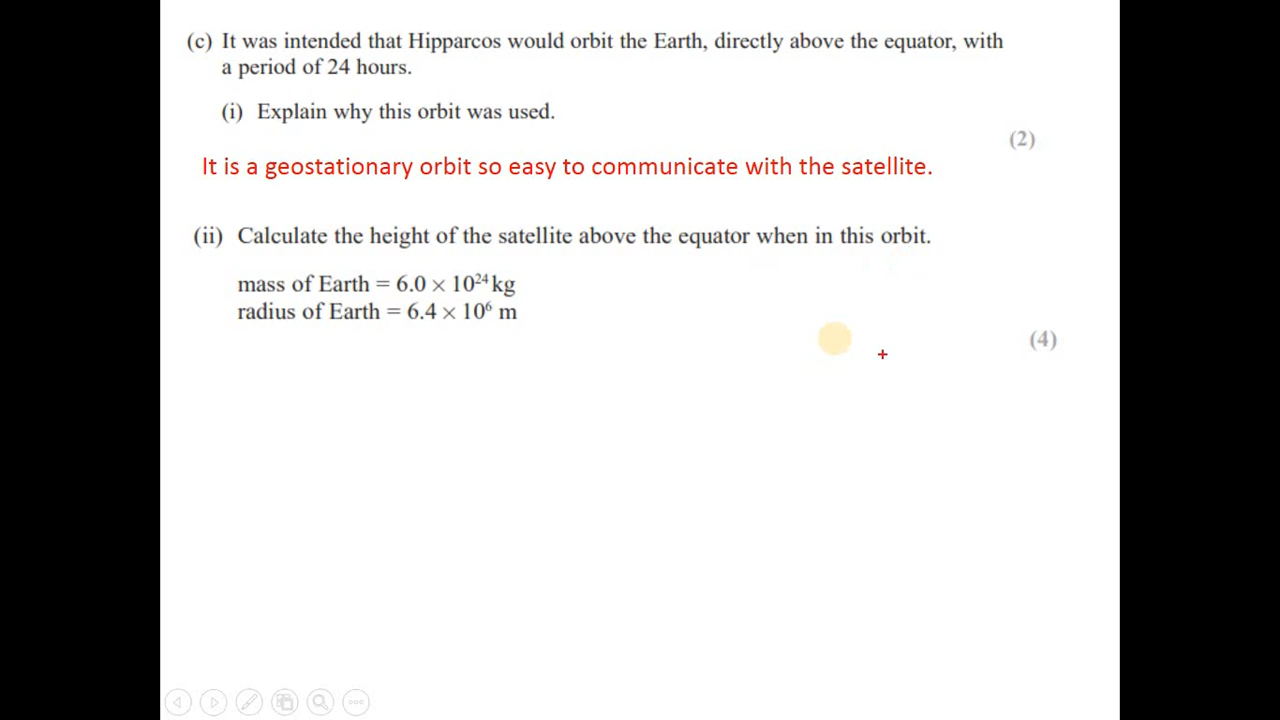 (c) It was intended that Hipparcos would orbit the Earth, directly above the equator, with
a period of 24 hours.
(i) Explain why this orbit was used.
(2)
It is a geostationary orbit so easy to communicate with the satellite.
(ii) Calculate the height of the satellite above the equator when in this orbit.
mass of Earth = 6.0 × 10²⁴ kg
radius of Earth = 6.4 × 10⁶ m
(4)